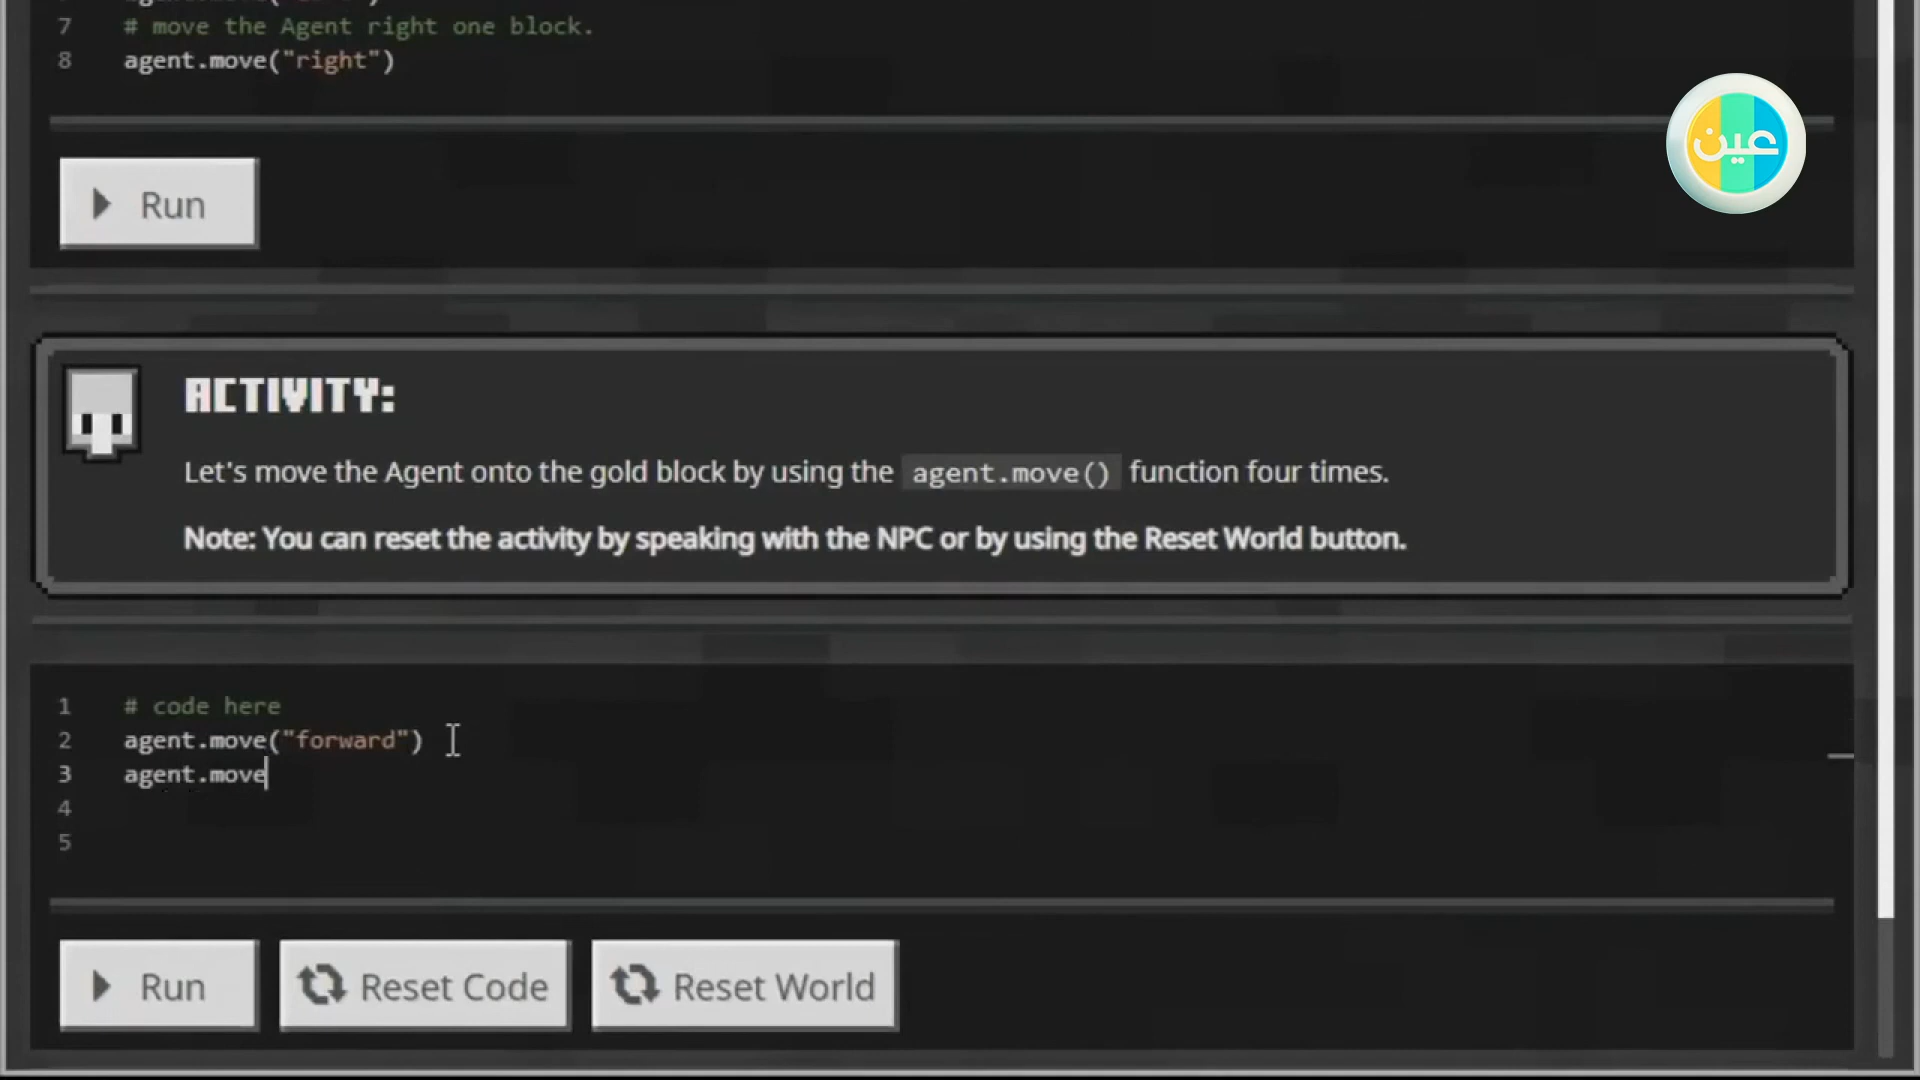 7 # move the Agent right one block.
8 agent.move("right")
عين
Run
ACTIVITY:
Let's move the Agent onto the gold block by using the agent.move() function four times.
Note: You can reset the activity by speaking with the NPC or by using the Reset World button.
1 # code here
2 agent.move("forward")
3 agent.move
4
5
Run Reset Code Reset World